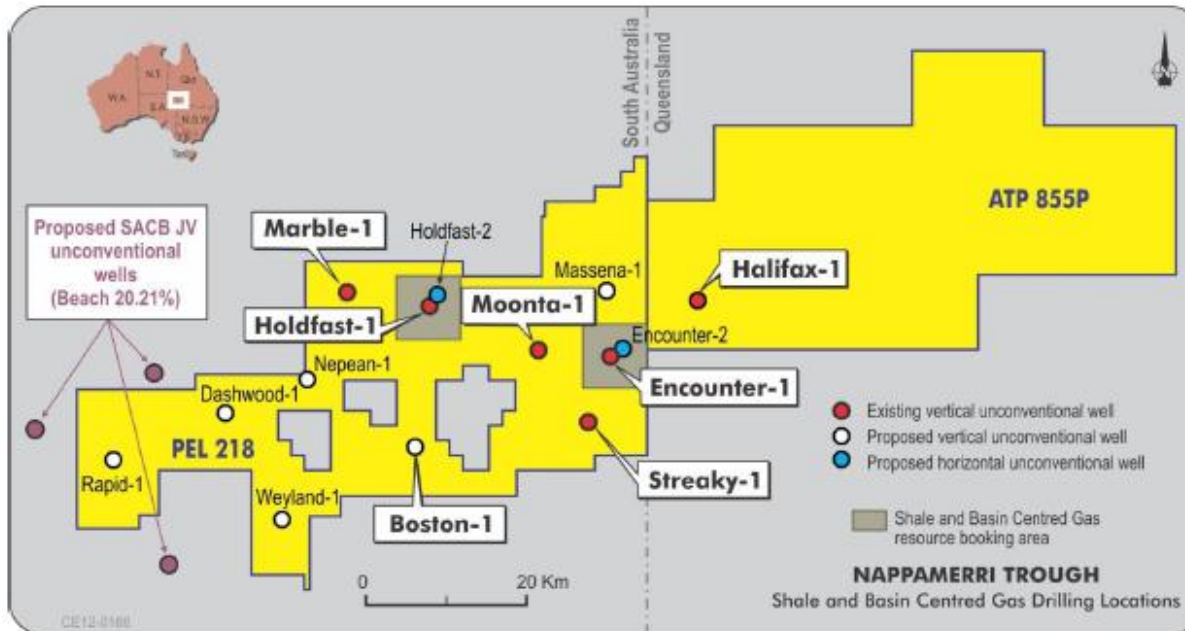 W.A.
N.T.
Qld
S.A.
N.S.W.
South Australia
Queensland
ATP 855P
Proposed SACB JV
unconventional
wells
(Beach 20.21%)
Marble-1
Holdfast-2
Massena-1
Halifax-1
Holdfast-1
Moonta-1
Encounter-2
Nepean-1
Encounter-1
Dashwood-1
PEL 218
Rapid-1
Weyland-1
Boston-1
Streaky-1
Existing vertical unconventional well
Proposed vertical unconventional well
Proposed horizontal unconventional well
Shale and Basin Centred Gas
resource booking area
0
20 Km
NAPPAMERRI TROUGH
Shale and Basin Centred Gas Drilling Locations